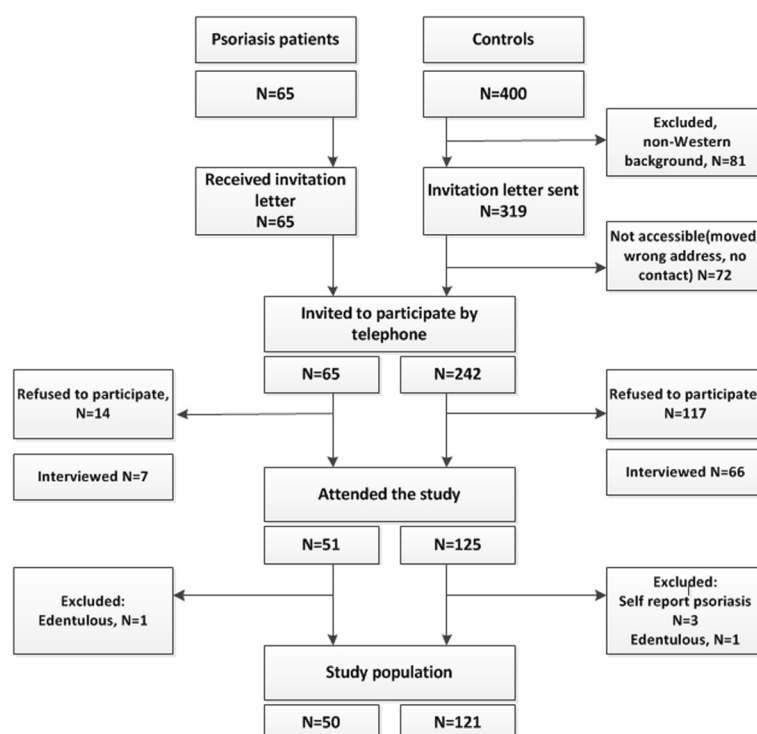 Psoriasis patients
Controls
N=65
N=400
Excluded,
non-Western
background, N=81
Received invitation
letter
N=65
Invitation letter sent
N=319
Not accessible(moved,
wrong address, no
contact) N=72
Invited to participate by
telephone
N=65
N=242
Refused to participate,
N=14
Refused to participate
N=117
Interviewed N=7
Interviewed N=66
Attended the study
N=51
N=125
Excluded:
Edentulous, N=1
Excluded:
Self report psoriasis
N=3
Edentulous, N=1
Study population
N=50
N=121